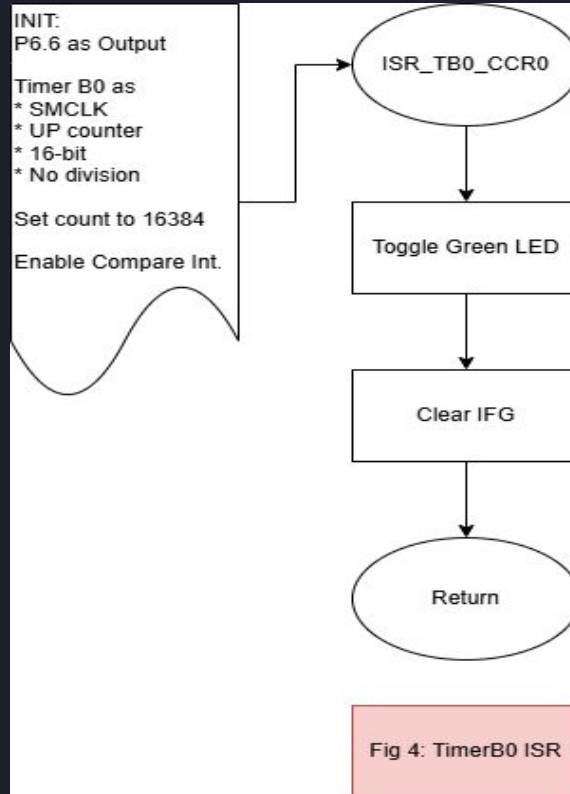 INIT:
P6.6 as Output
Timer B0 as
* SMCLK
* UP counter
* 16-bit
* No division
Set count to 16384
Enable Compare Int.
ISR_TB0_CCR0
Toggle Green LED
Clear IFG
Return
Fig 4: TimerB0 ISR